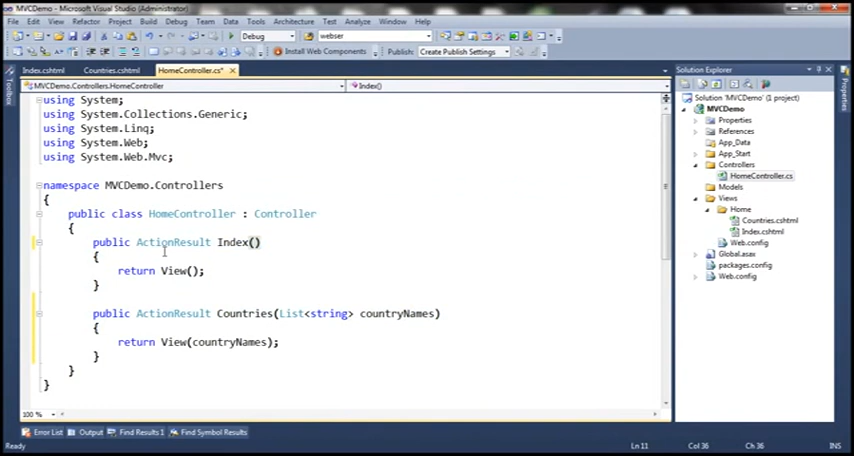 MVCDemo - Microsoft Visual Studio (Administrator)
File Edit View Refactor Project Build Debug Team Data Tools Architecture Test Analyze Window Help
Debug webser
Install Web Components Publish: Create Publish Settings
Index.cshtml Countries.cshtml HomeController.cs*
MVCDemo.Controllers.HomeController Index()
using System;
using System.Collections.Generic;
using System.Linq;
using System.Web;
using System.Web.Mvc;
namespace MVCDemo.Controllers
{
public class HomeController : Controller
{
public ActionResult Index()
{
return View();
}
public ActionResult Countries(List<string> countryNames)
{
return View(countryNames);
}
}
}
100 %
Error List Output Find Results 1 Find Symbol Results
Ready Ln 11 Col 36 Ch 36 INS
Toolbox
Solution Explorer
Solution 'MVCDemo' (1 project)
MVCDemo
Properties
References
App_Data
App_Start
Controllers
HomeController.cs
Models
Views
Home
Countries.cshtml
Index.cshtml
Web.config
Global.asax
packages.config
Web.config
Properties